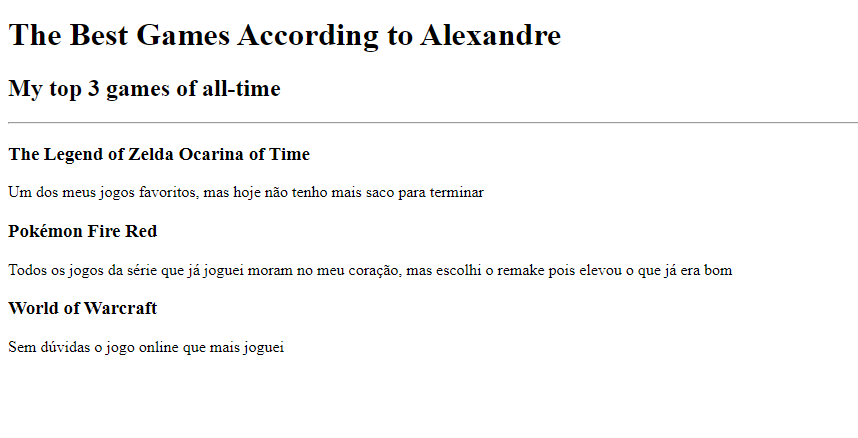 The Best Games According to Alexandre
My top 3 games of all-time
The Legend of Zelda Ocarina of Time
Um dos meus jogos favoritos, mas hoje não tenho mais saco para terminar
Pokémon Fire Red
Todos os jogos da série que já joguei moram no meu coração, mas escolhi o remake pois elevou o que já era bom
World of Warcraft
Sem dúvidas o jogo online que mais joguei